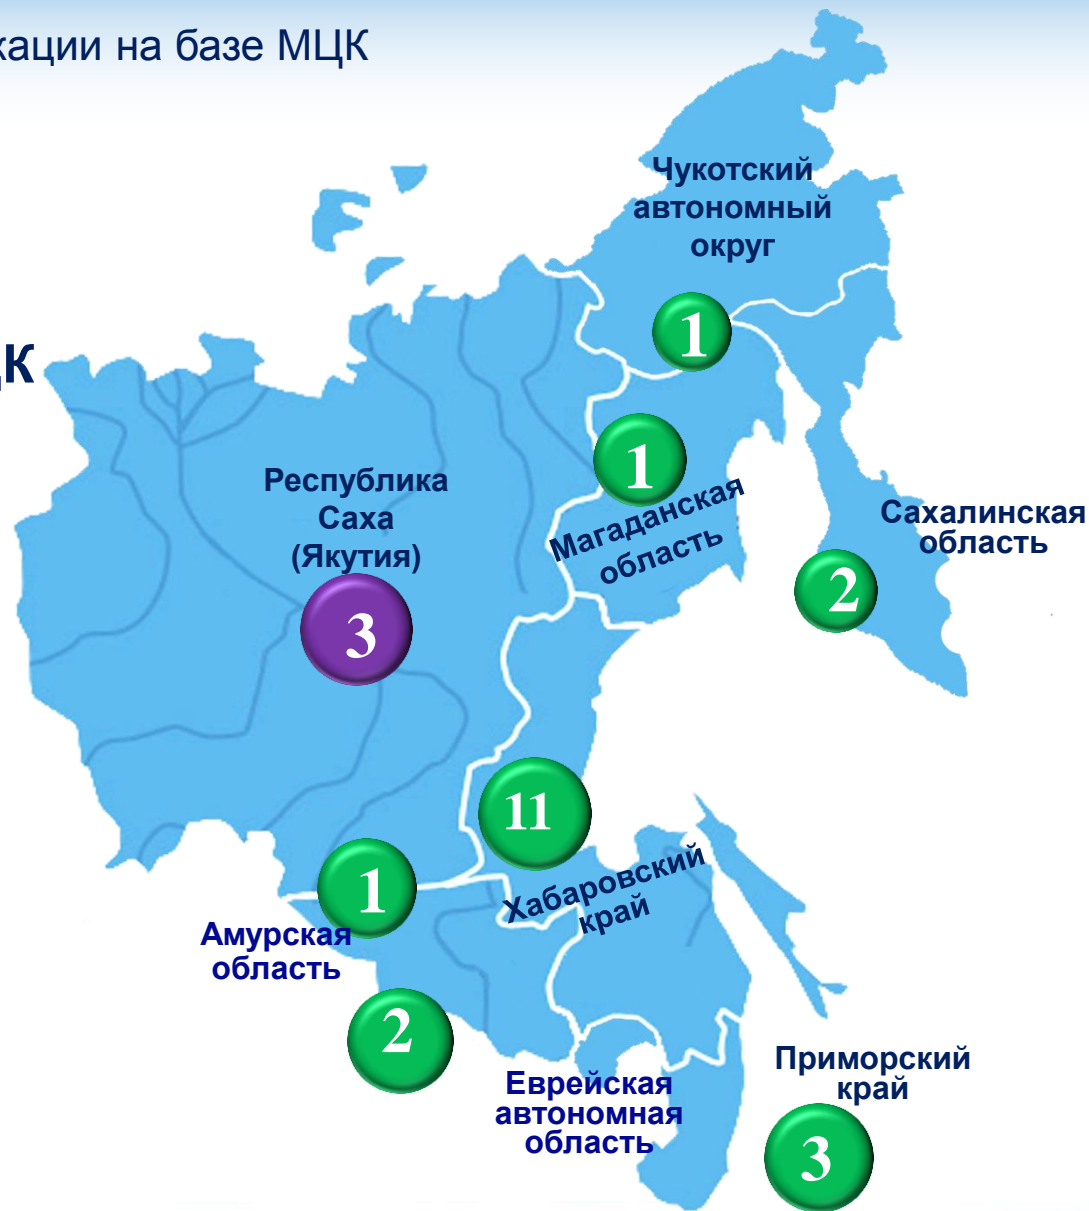 кации на базе МЦК
Чукотский
автономный
округ
1
ЦК
1
Республика
Саха
(Якутия)
Магаданская
область
Сахалинская
область
2
3
11
Хабаровский
край
1
Амурская
область
2
Еврейская
автономная
область
Приморский
край
3